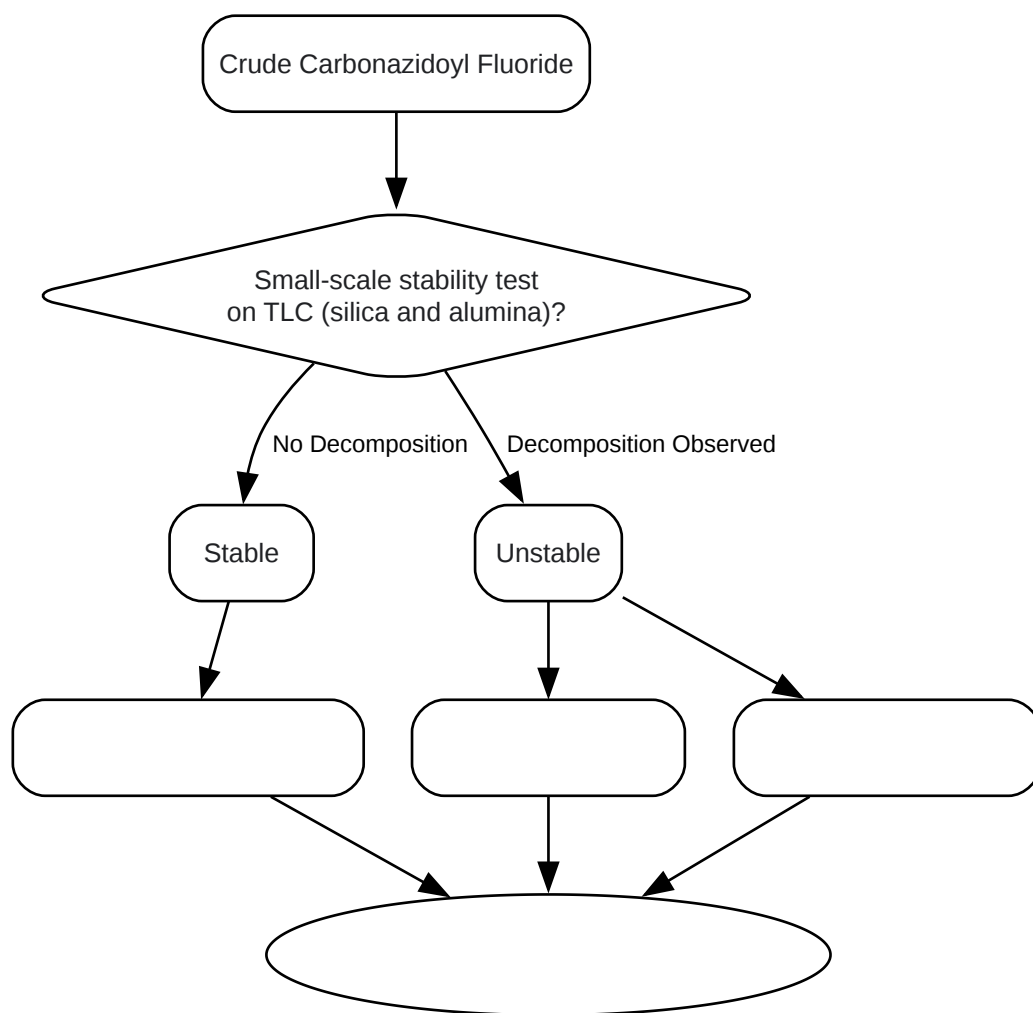 Crude Carbonazidoyl Fluoride
Small-scale stability test
on TLC (silica and alumina)?
No Decomposition
Decomposition Observed
Stable
Unstable